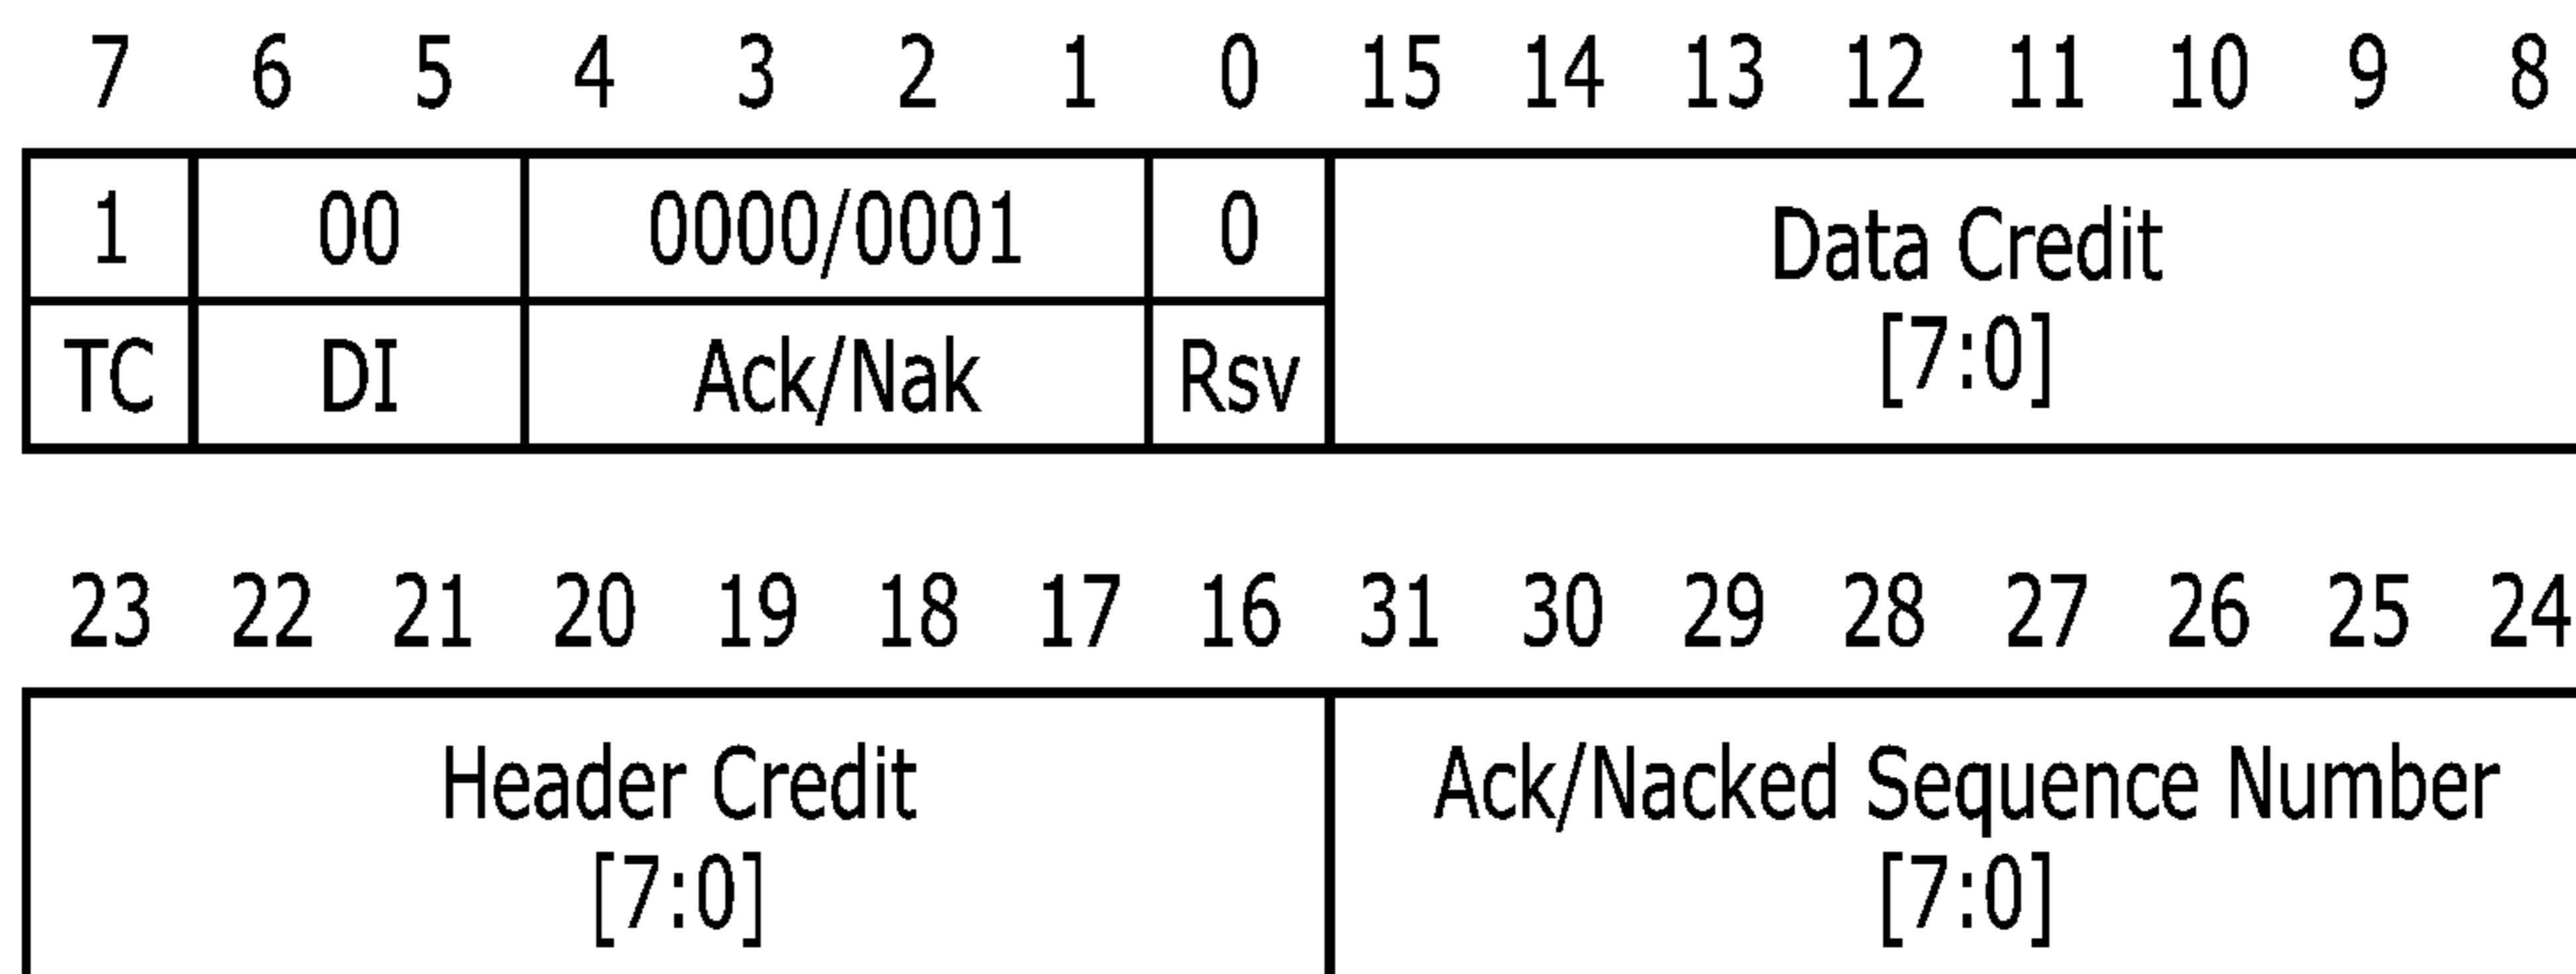 7 6 5 4 3 2 1 0 15 14 13 12 11 10 9 8
1 00 0000/0001 0 Data Credit
[7:0]
TC DI Ack/Nak Rsv
23 22 21 20 19 18 17 16 31 30 29 28 27 26 25 24
Header Credit Ack/Nacked Sequence Number
[7:0] [7:0]